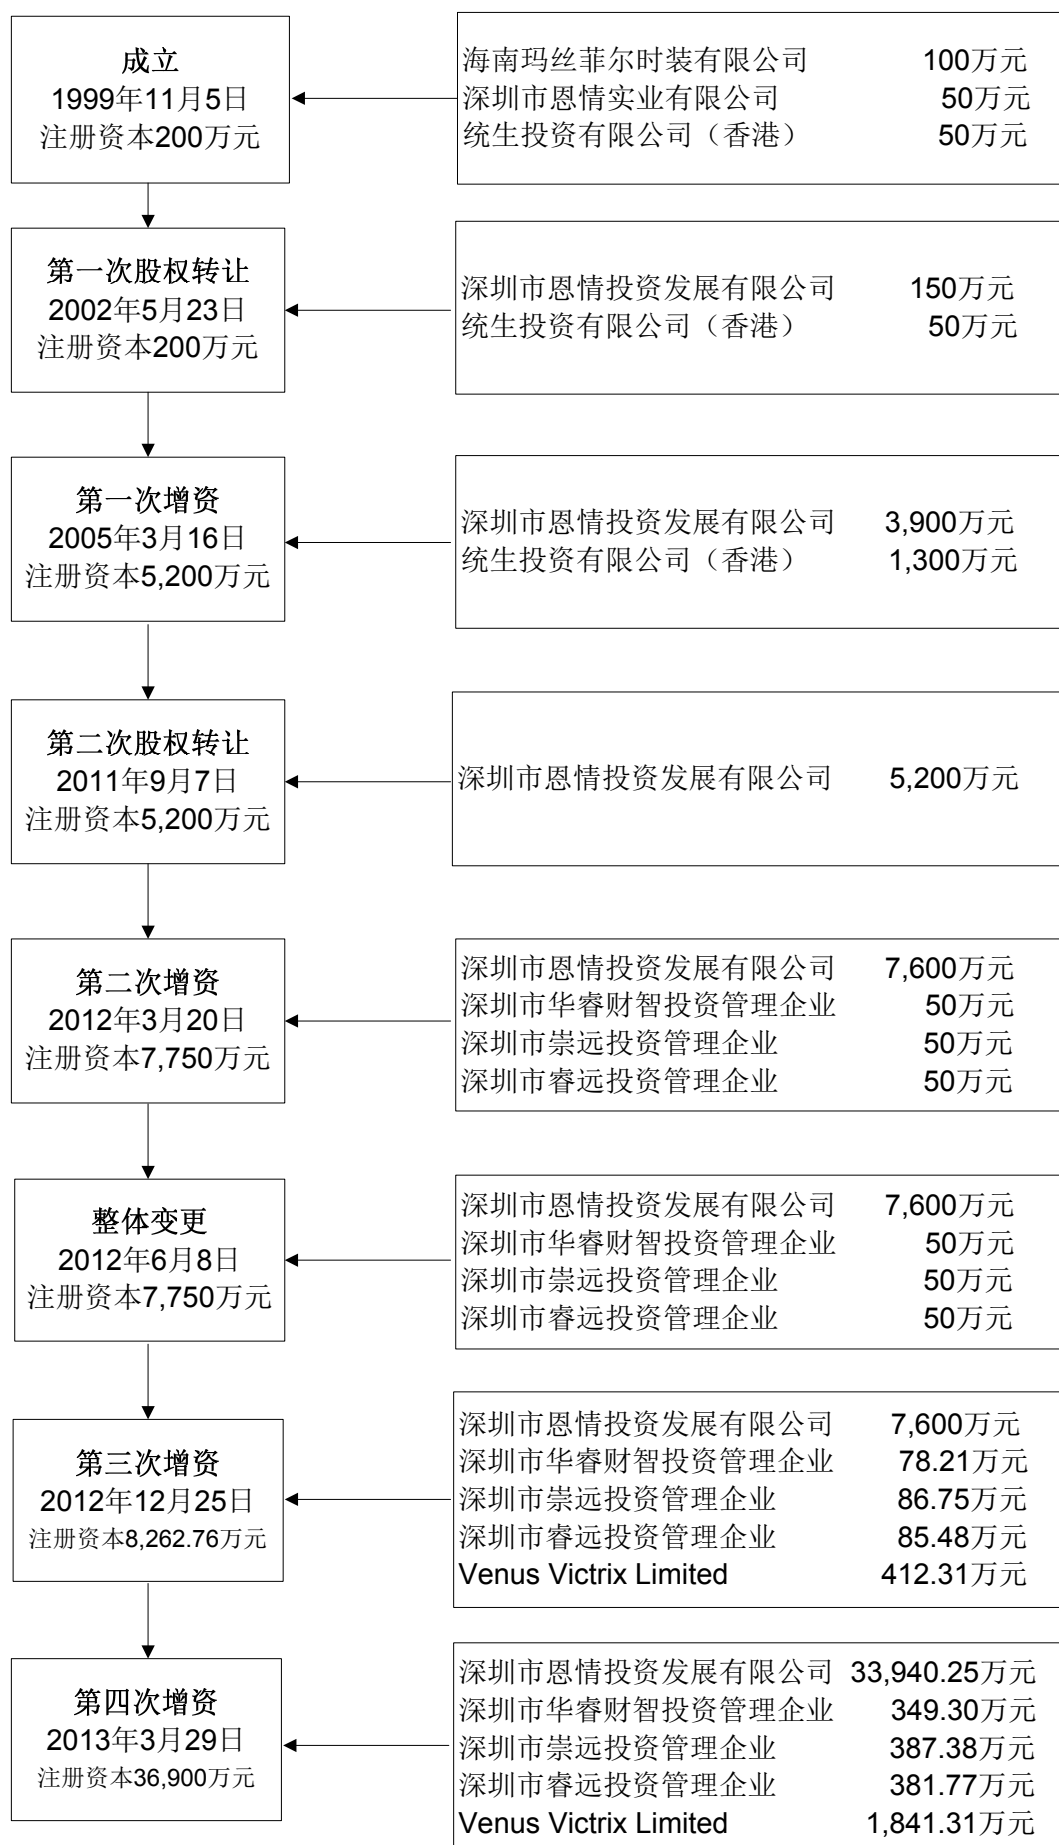 成立
1999年11月5日
注册资本200万元
海南玛丝菲尔时装有限公司 100万元
深圳市恩情实业有限公司 50万元
统生投资有限公司（香港） 50万元
第一次股权转让
2002年5月23日
注册资本200万元
深圳市恩情投资发展有限公司 150万元
统生投资有限公司（香港） 50万元
第一次增资
2005年3月16日
注册资本5,200万元
深圳市恩情投资发展有限公司 3,900万元
统生投资有限公司（香港） 1,300万元
第二次股权转让
2011年9月7日
注册资本5,200万元
深圳市恩情投资发展有限公司 5,200万元
第二次增资
2012年3月20日
注册资本7,750万元
深圳市恩情投资发展有限公司 7,600万元
深圳市华睿财智投资管理企业 50万元
深圳市崇远投资管理企业 50万元
深圳市睿远投资管理企业 50万元
整体变更
2012年6月8日
注册资本7,750万元
深圳市恩情投资发展有限公司 7,600万元
深圳市华睿财智投资管理企业 50万元
深圳市崇远投资管理企业 50万元
深圳市睿远投资管理企业 50万元
第三次增资
2012年12月25日
注册资本8,262.76万元
深圳市恩情投资发展有限公司 7,600万元
深圳市华睿财智投资管理企业 78.21万元
深圳市崇远投资管理企业 86.75万元
深圳市睿远投资管理企业 85.48万元
Venus Victrix Limited 412.31万元
第四次增资
2013年3月29日
注册资本36,900万元
深圳市恩情投资发展有限公司 33,940.25万元
深圳市华睿财智投资管理企业 349.30万元
深圳市崇远投资管理企业 387.38万元
深圳市睿远投资管理企业 381.77万元
Venus Victrix Limited 1,841.31万元